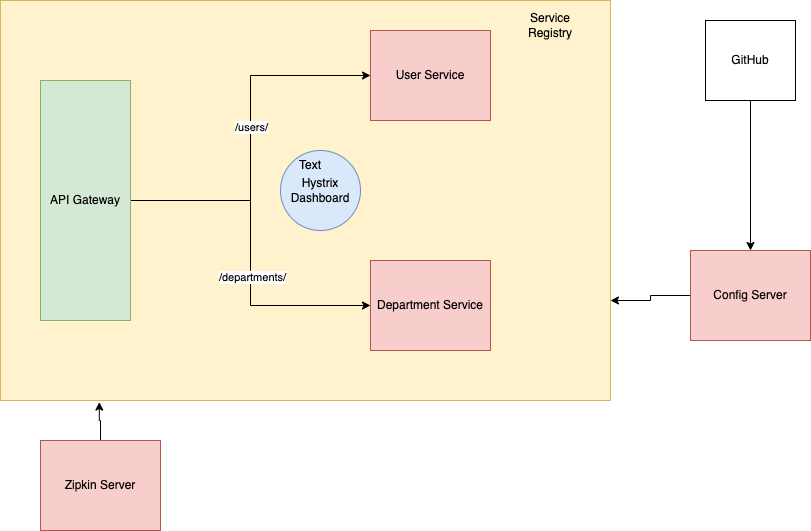 Service
Registry
GitHub
User Service
/users/
Text
Hystrix
Dashboard
API Gateway
/departments/
Department Service
Config Server
Zipkin Server